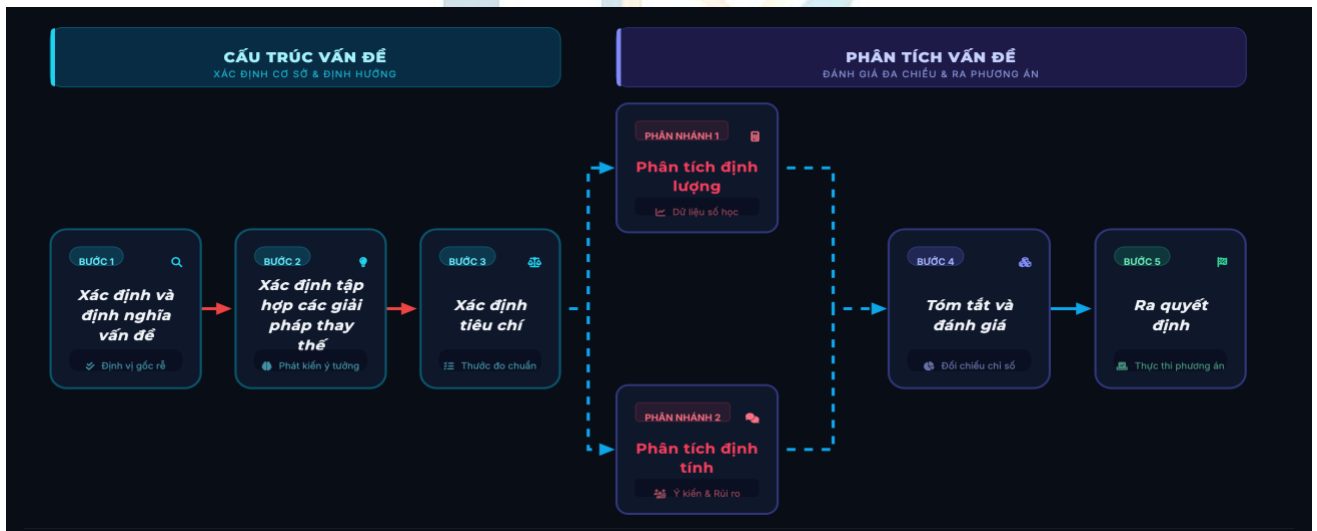 CẤU TRÚC VẤN ĐỀ
XÁC ĐỊNH CƠ SỞ & ĐỊNH HƯỚNG
PHÂN TÍCH VẤN ĐỀ
ĐÁNH GIÁ ĐA CHIỀU & RA PHƯƠNG ÁN
BƯỚC 1
Xác định và
định nghĩa
vấn đề
Định vị gốc rễ
BƯỚC 2
Xác định tập
hợp các giải
pháp thay
thế
Phát kiến ý tưởng
BƯỚC 3
Xác định
tiêu chí
Thước đo chuẩn
PHÂN NHÁNH 1
Phân tích định
lượng
Dữ liệu số học
PHÂN NHÁNH 2
Phân tích định
tính
Ý kiến & Rủi ro
BƯỚC 4
Tóm tắt và
đánh giá
Đối chiếu chỉ số
BƯỚC 5
Ra quyết
định
Thực thi phương án